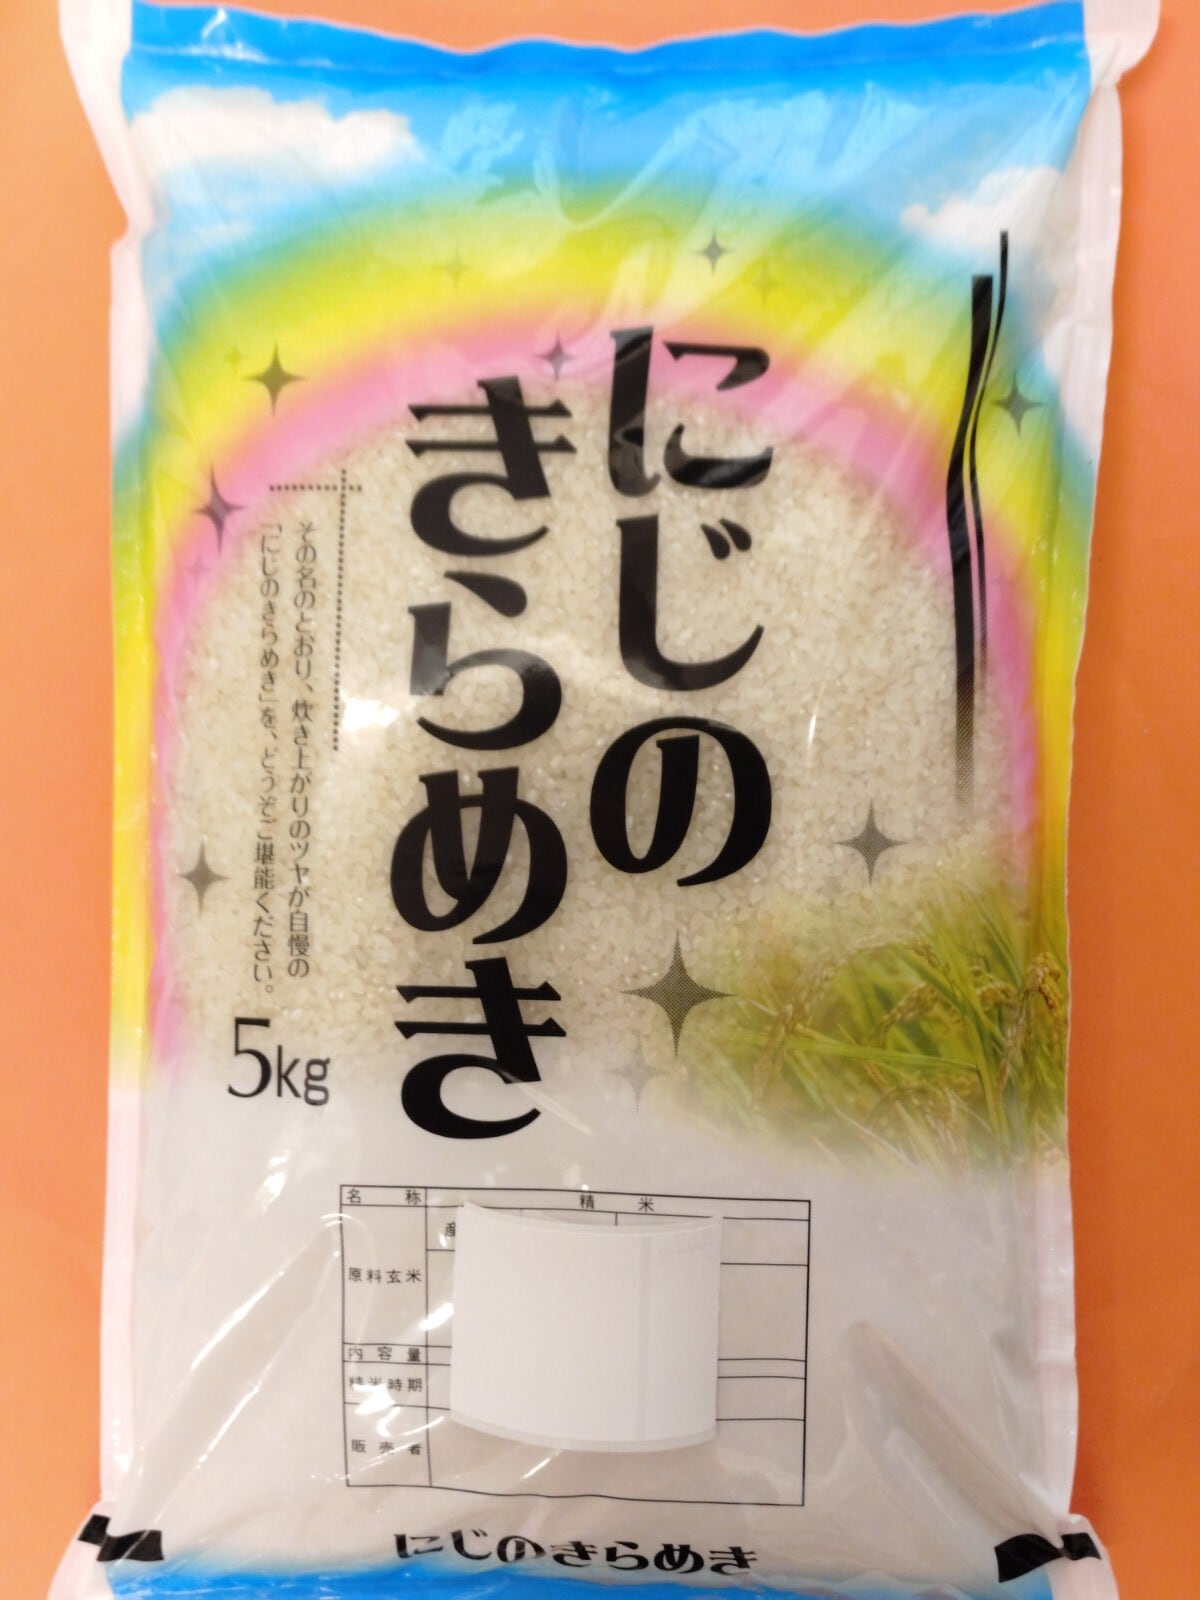 にじの
きらめき
その名のとおり、炊き上がりのツヤが自慢の
「にじのきらめき」を、どうぞご堪能ください。
5kg
名称 精米
原料玄米 産
内容量
精米時期
販売者
にじのきらめき